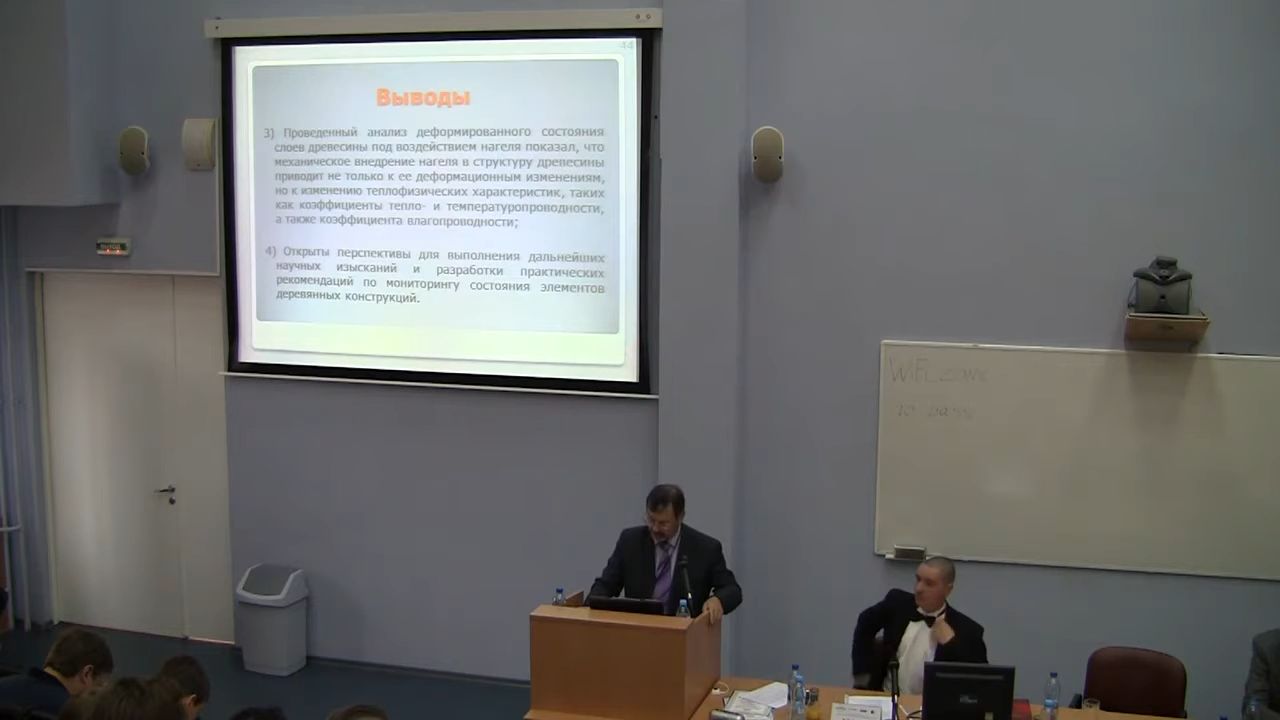 44
Выводы
3) Проведенный анализ деформированного состояния
слоев древесины под воздействием нагеля показал, что
механическое внедрение нагеля в структуру древесины
приводит не только к ее деформационным изменениям,
но к изменению теплофизических характеристик, таких
как коэффициенты тепло- и температуропроводности,
а также коэффициента влагопроводности;
4) Открыты перспективы для выполнения дальнейших
научных изысканий и разработки практических
рекомендаций по мониторингу состояния элементов
деревянных конструкций.
ВЫХОД